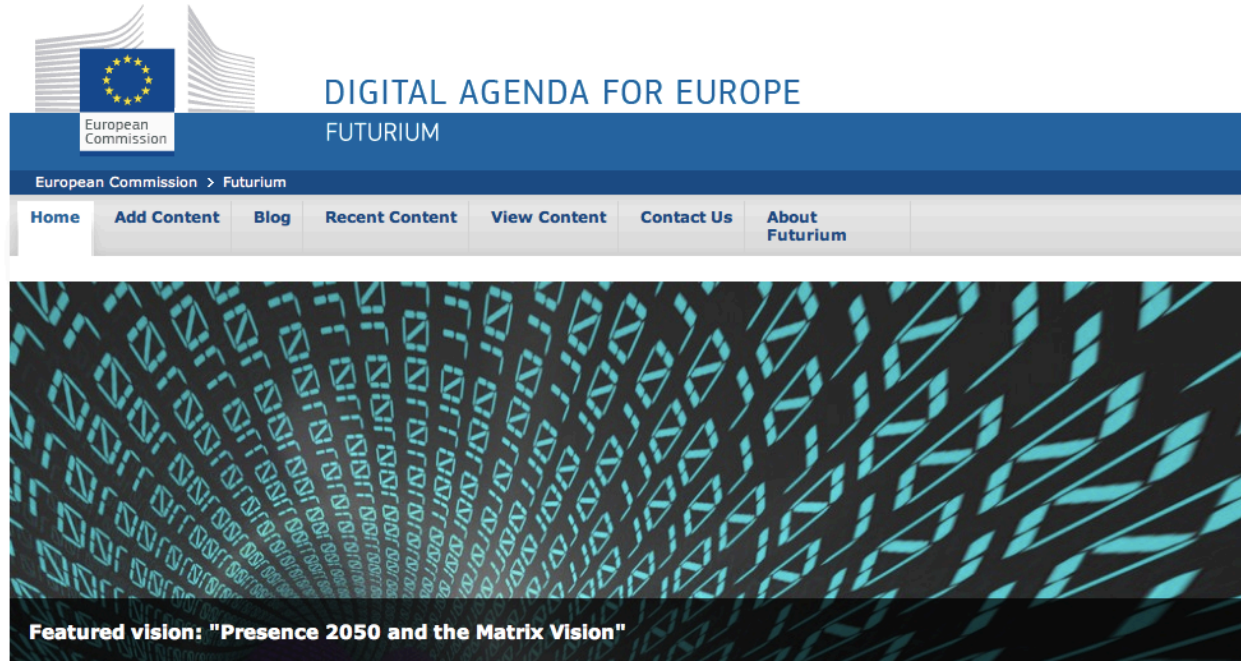 DIGITAL AGENDA FOR EUROPE
European
Commission
FUTURIUM
European Commission > Futurium
Home Add Content Blog Recent Content View Content Contact Us About
Futurium
Featured vision: "Presence 2050 and the Matrix Vision"